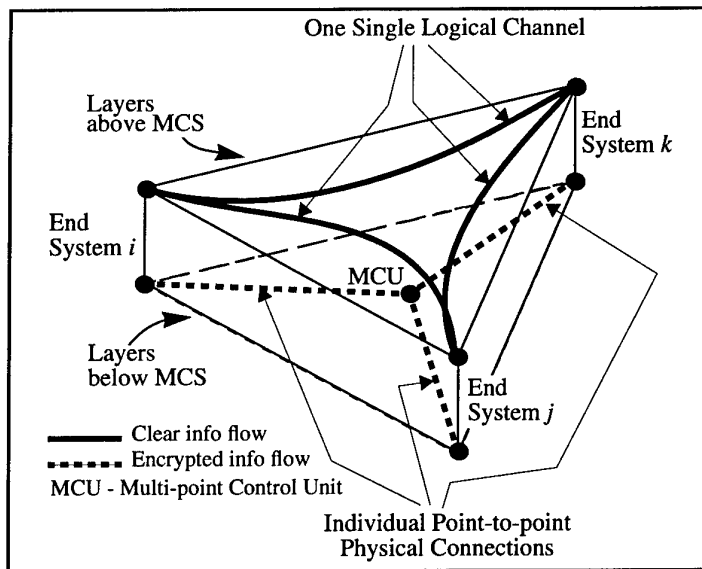 One Single Logical Channel
Layers
above MCS
End
System k
End
System i
MCU
Layers
below MCS
End
System j
Clear info flow
Encrypted info flow
MCU - Multi-point Control Unit
Individual Point-to-point
Physical Connections